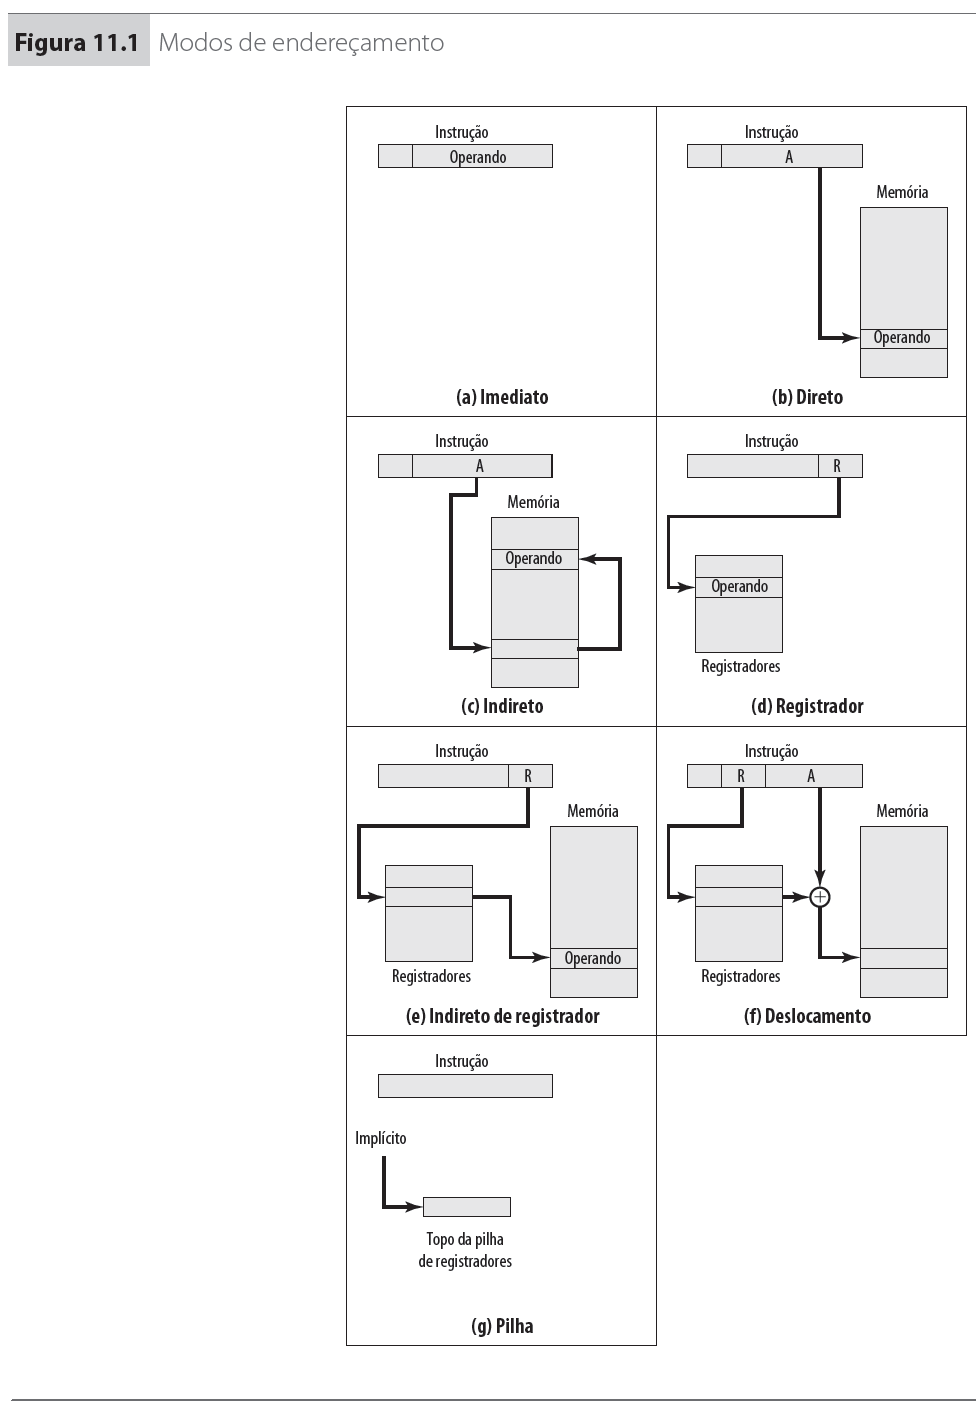 Figura 11.1 Modos de endereçamento
Instrução
Operando
(a) Imediato
Instrução
A
Memória
Operando
(b) Direto
Instrução
A
Memória
Operando
(c) Indireto
Instrução
R
Operando
Registradores
(d) Registrador
Instrução
R
Memória
Registradores
Operando
(e) Indireto de registrador
Instrução
R A
Memória
+
Registradores
(f) Deslocamento
Instrução
Implícito
Topo da pilha
de registradores
(g) Pilha